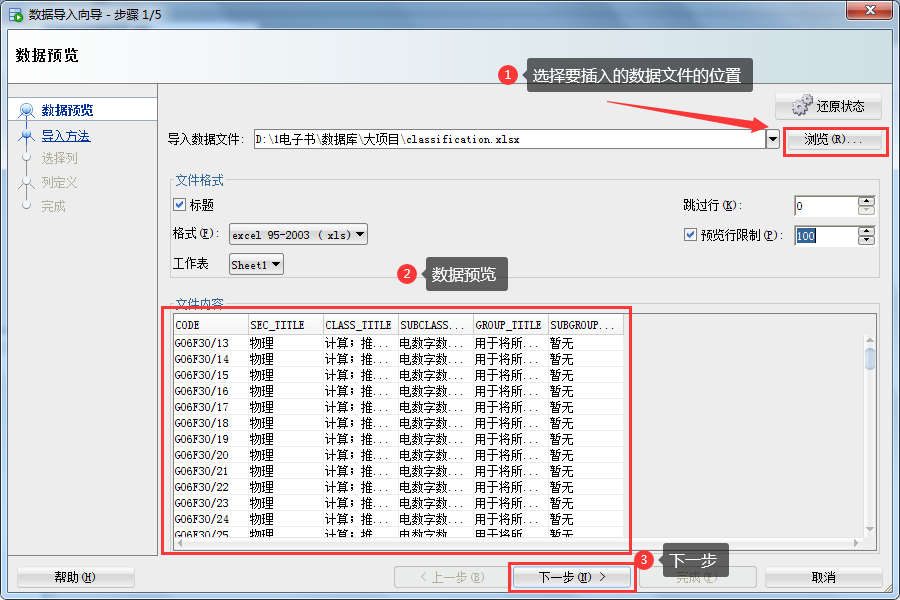 数据导入向导 - 步骤 1/5
数据预览
1 选择要插入的数据文件的位置
还原状态
数据预览
导入方法
选择列
列定义
完成
导入数据文件: D:\1电子书\数据库\大项目\classification.xlsx 浏览(R)...
文件格式
标题 跳过行(K): 0
格式(F): excel 95-2003 ( xls) 预览行限制(P): 100
工作表 Sheet1
2 数据预览
文件内容
CODE SEC_TITLE CLASS_TITLE SUBCLASS... GROUP_TITLE SUBGROUP...
G06F30/13 物理 计算; 推... 电数字数... 用于将所... 暂无
G06F30/14 物理 计算; 推... 电数字数... 用于将所... 暂无
G06F30/15 物理 计算; 推... 电数字数... 用于将所... 暂无
G06F30/16 物理 计算; 推... 电数字数... 用于将所... 暂无
G06F30/17 物理 计算; 推... 电数字数... 用于将所... 暂无
G06F30/18 物理 计算; 推... 电数字数... 用于将所... 暂无
G06F30/19 物理 计算; 推... 电数字数... 用于将所... 暂无
G06F30/20 物理 计算; 推... 电数字数... 用于将所... 暂无
G06F30/21 物理 计算; 推... 电数字数... 用于将所... 暂无
G06F30/22 物理 计算; 推... 电数字数... 用于将所... 暂无
G06F30/23 物理 计算; 推... 电数字数... 用于将所... 暂无
G06F30/24 物理 计算; 推... 电数字数... 用于将所... 暂无
G06F30/25 物理 计算; 推... 电数字数... 用于将所... 暂无
3 下一步
帮助(H) < 上一步(B) 下一步(N) > 完成(F) 取消